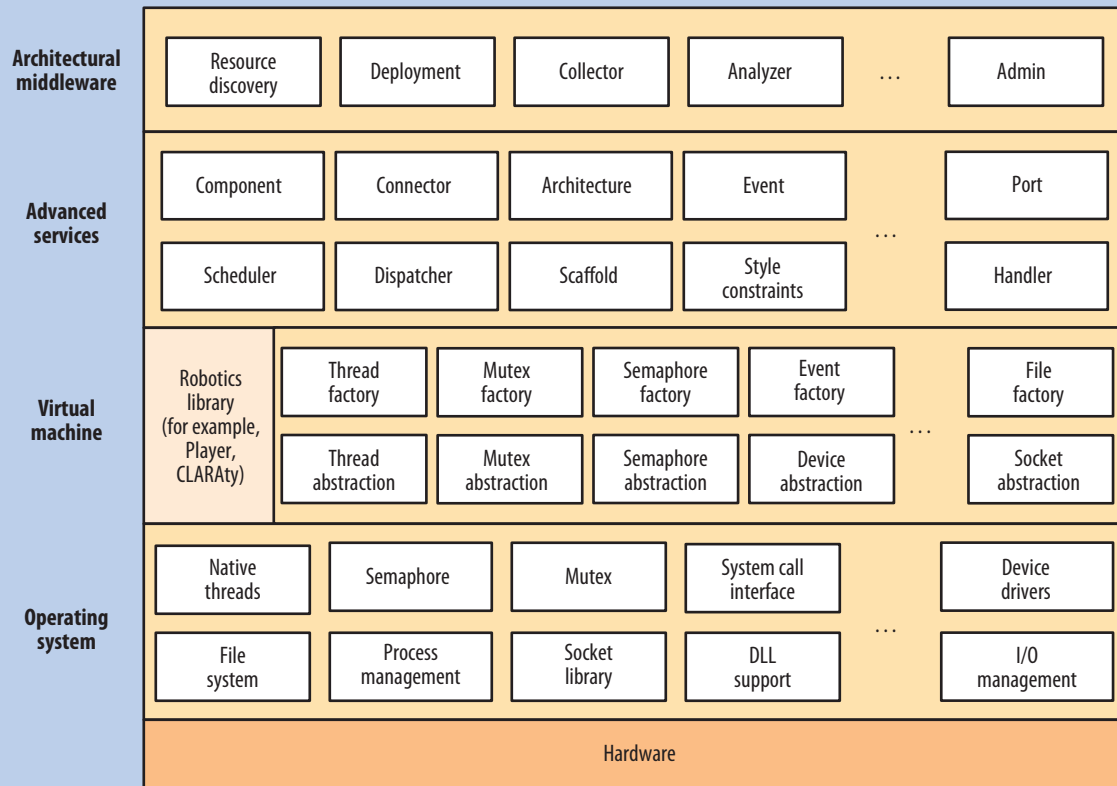 Architectural
middleware
Resource
discovery
Deployment
Collector
Analyzer
...
Admin
Advanced
services
Component
Connector
Architecture
Event
Port
...
Scheduler
Dispatcher
Scaffold
Style
constraints
Handler
Virtual
machine
Robotics
library
(for example,
Player,
CLARAty)
Thread
factory
Mutex
factory
Semaphore
factory
Event
factory
File
factory
...
Thread
abstraction
Mutex
abstraction
Semaphore
abstraction
Device
abstraction
Socket
abstraction
Operating
system
Native
threads
Semaphore
Mutex
System call
interface
Device
drivers
...
File
system
Process
management
Socket
library
DLL
support
I/O
management
Hardware